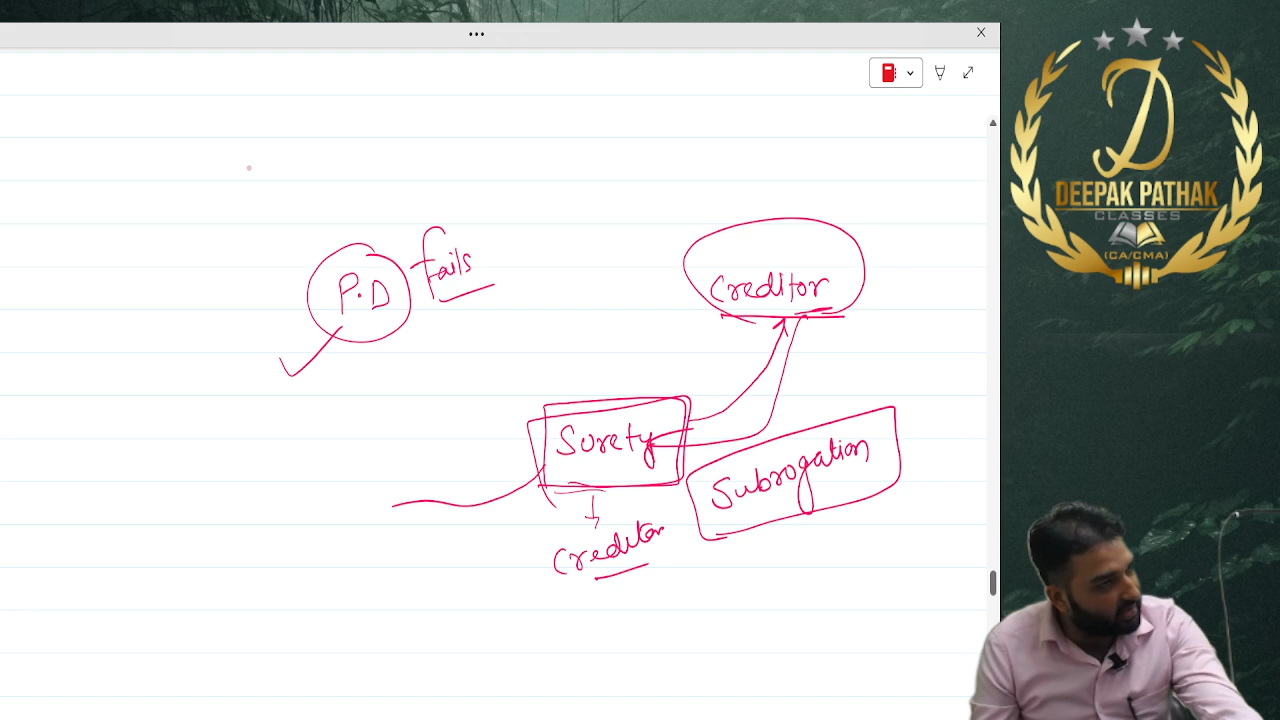 D
DEEPAK PATHAK
CLASSES
(CA/CMA)
P.D
fails
Creditor
Surety
Subrogation
Creditor